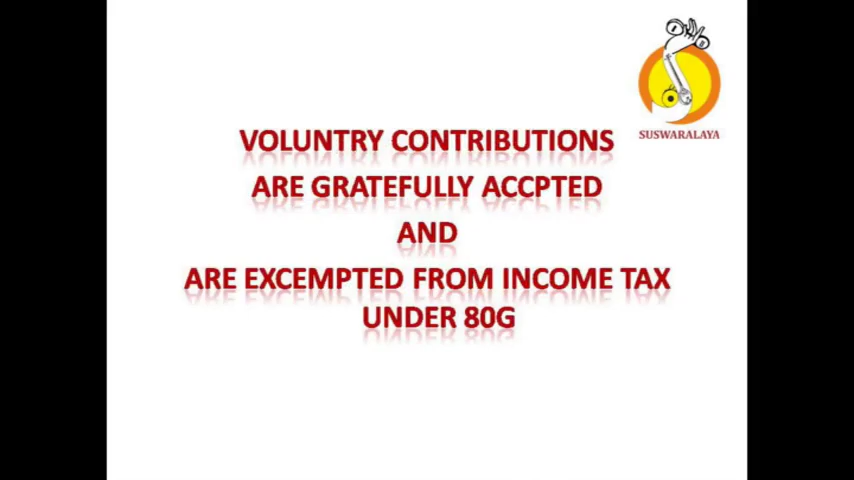 SUSWARALAYA
VOLUNTRY CONTRIBUTIONS
ARE GRATEFULLY ACCPTED
AND
ARE EXCEMPTED FROM INCOME TAX
UNDER 80G